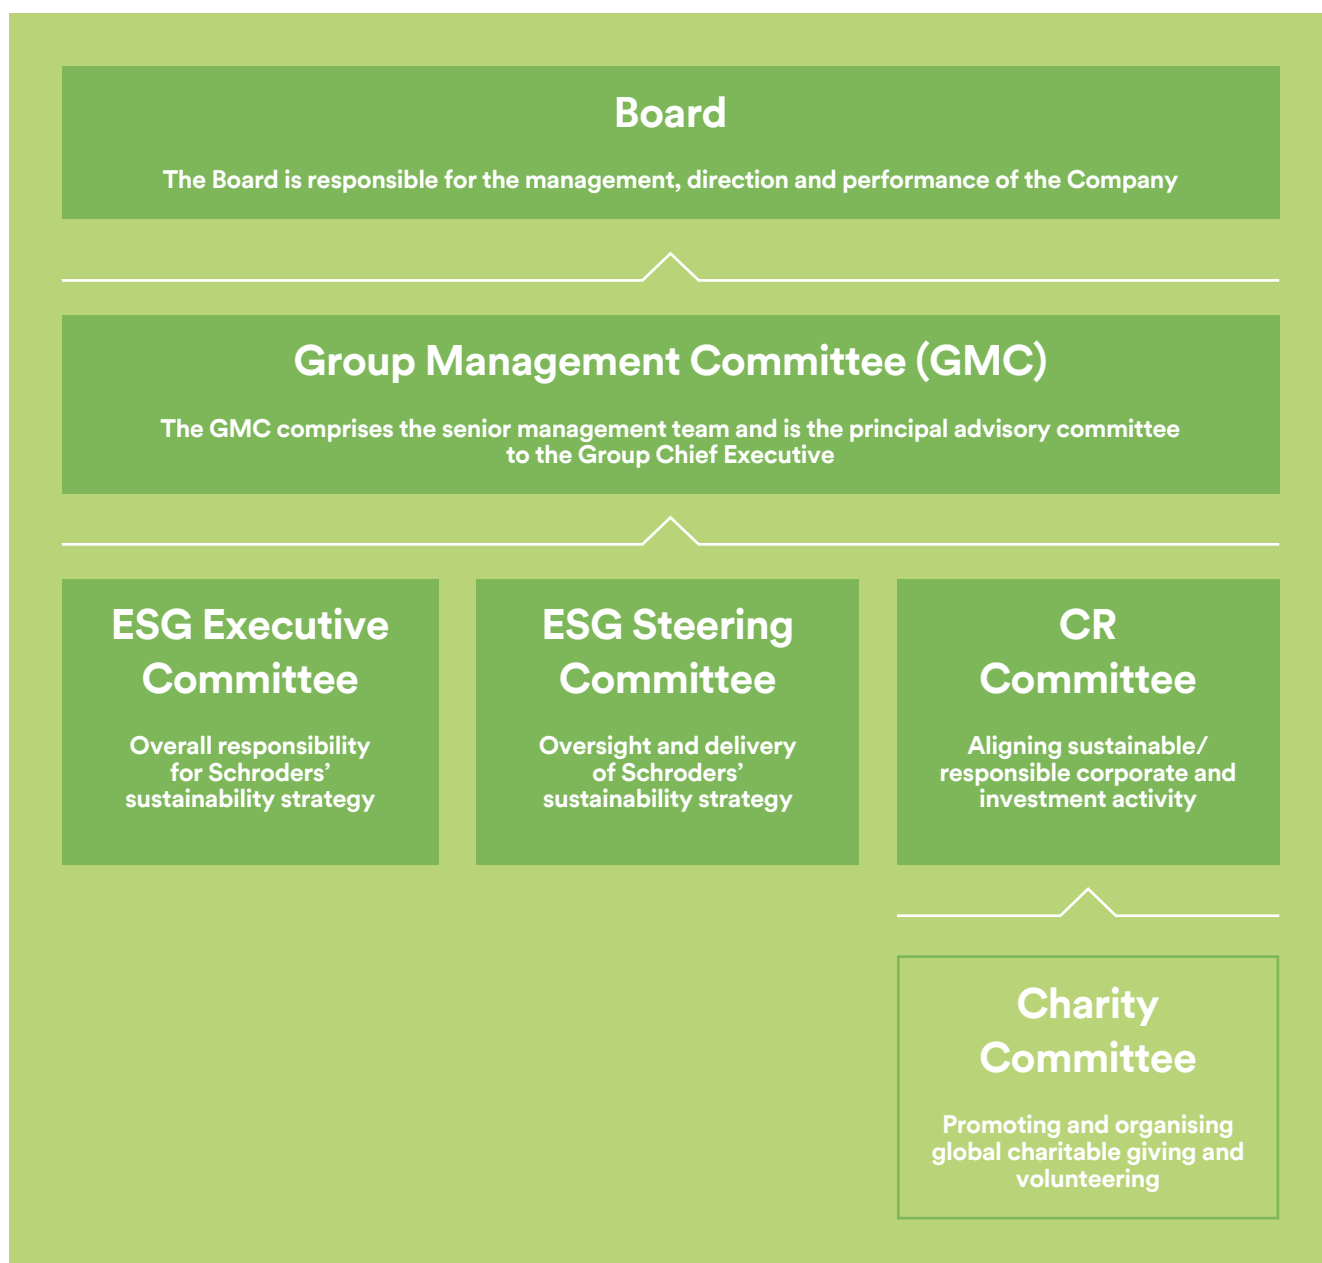 Board
The Board is responsible for the management, direction and performance of the Company
Group Management Committee (GMC)
The GMC comprises the senior management team and is the principal advisory committee
to the Group Chief Executive
ESG Executive
Committee
Overall responsibility
for Schroders’
sustainability strategy
ESG Steering
Committee
Oversight and delivery
of Schroders’
sustainability strategy
CR
Committee
Aligning sustainable/
responsible corporate and
investment activity
Charity
Committee
Promoting and organising
global charitable giving and
volunteering